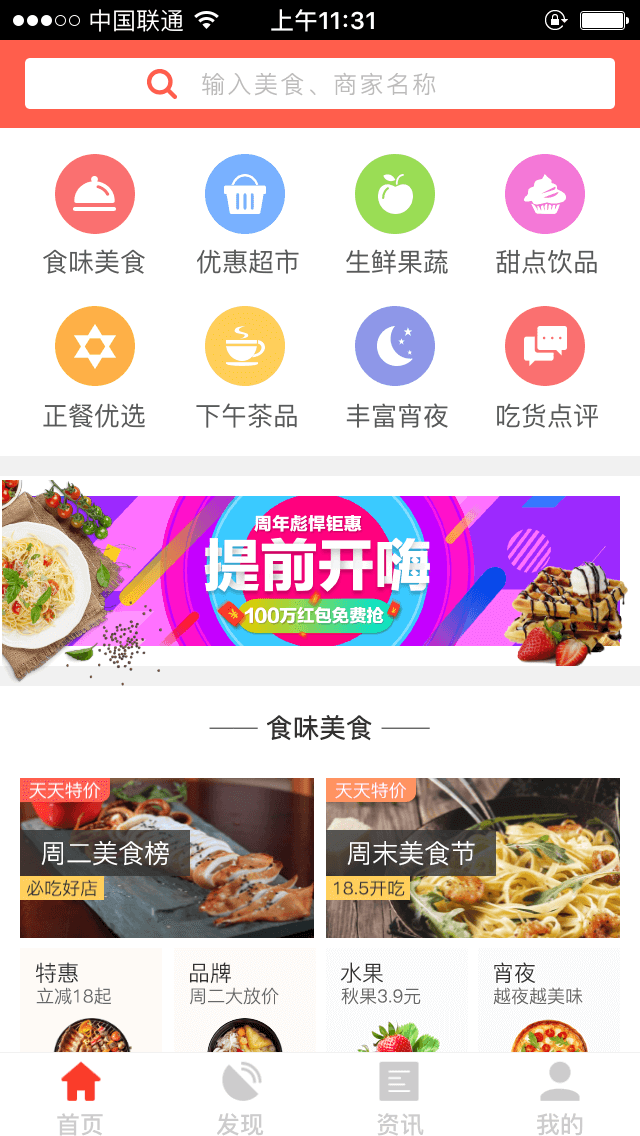 中国联通 上午11:31
输入美食、商家名称
食味美食 优惠超市 生鲜果蔬 甜点饮品
正餐优选 下午茶品 丰富宵夜 吃货点评
周年彪悍钜惠
提前开嗨
100万红包免费抢
食味美食
天天特价 天天特价
周二美食榜 周末美食节
必吃好店 18.5开吃
特惠 品牌 水果 宵夜
立减18起 周二大放价 秋果3.9元 越夜越美味
首页 发现 资讯 我的